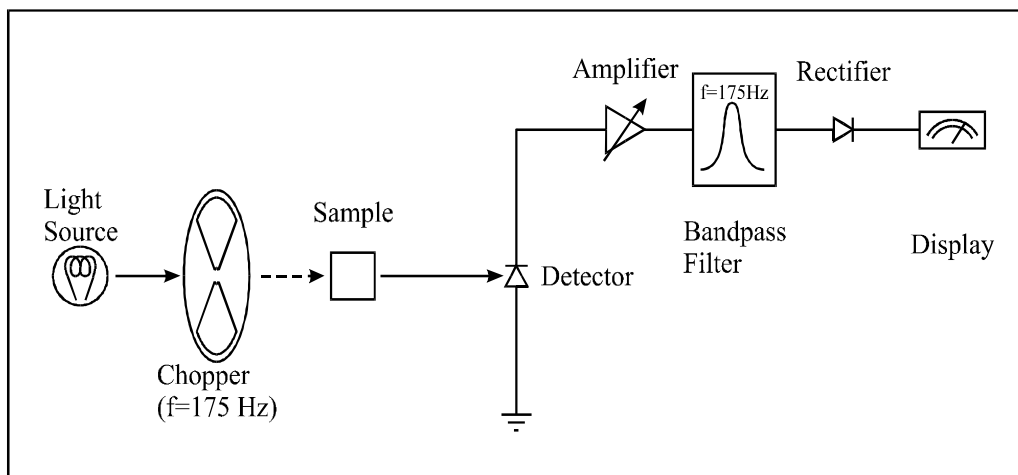 Amplifier
f=175Hz
Rectifier
Light
Source
Sample
Detector
Bandpass
Filter
Display
Chopper
(f=175 Hz)